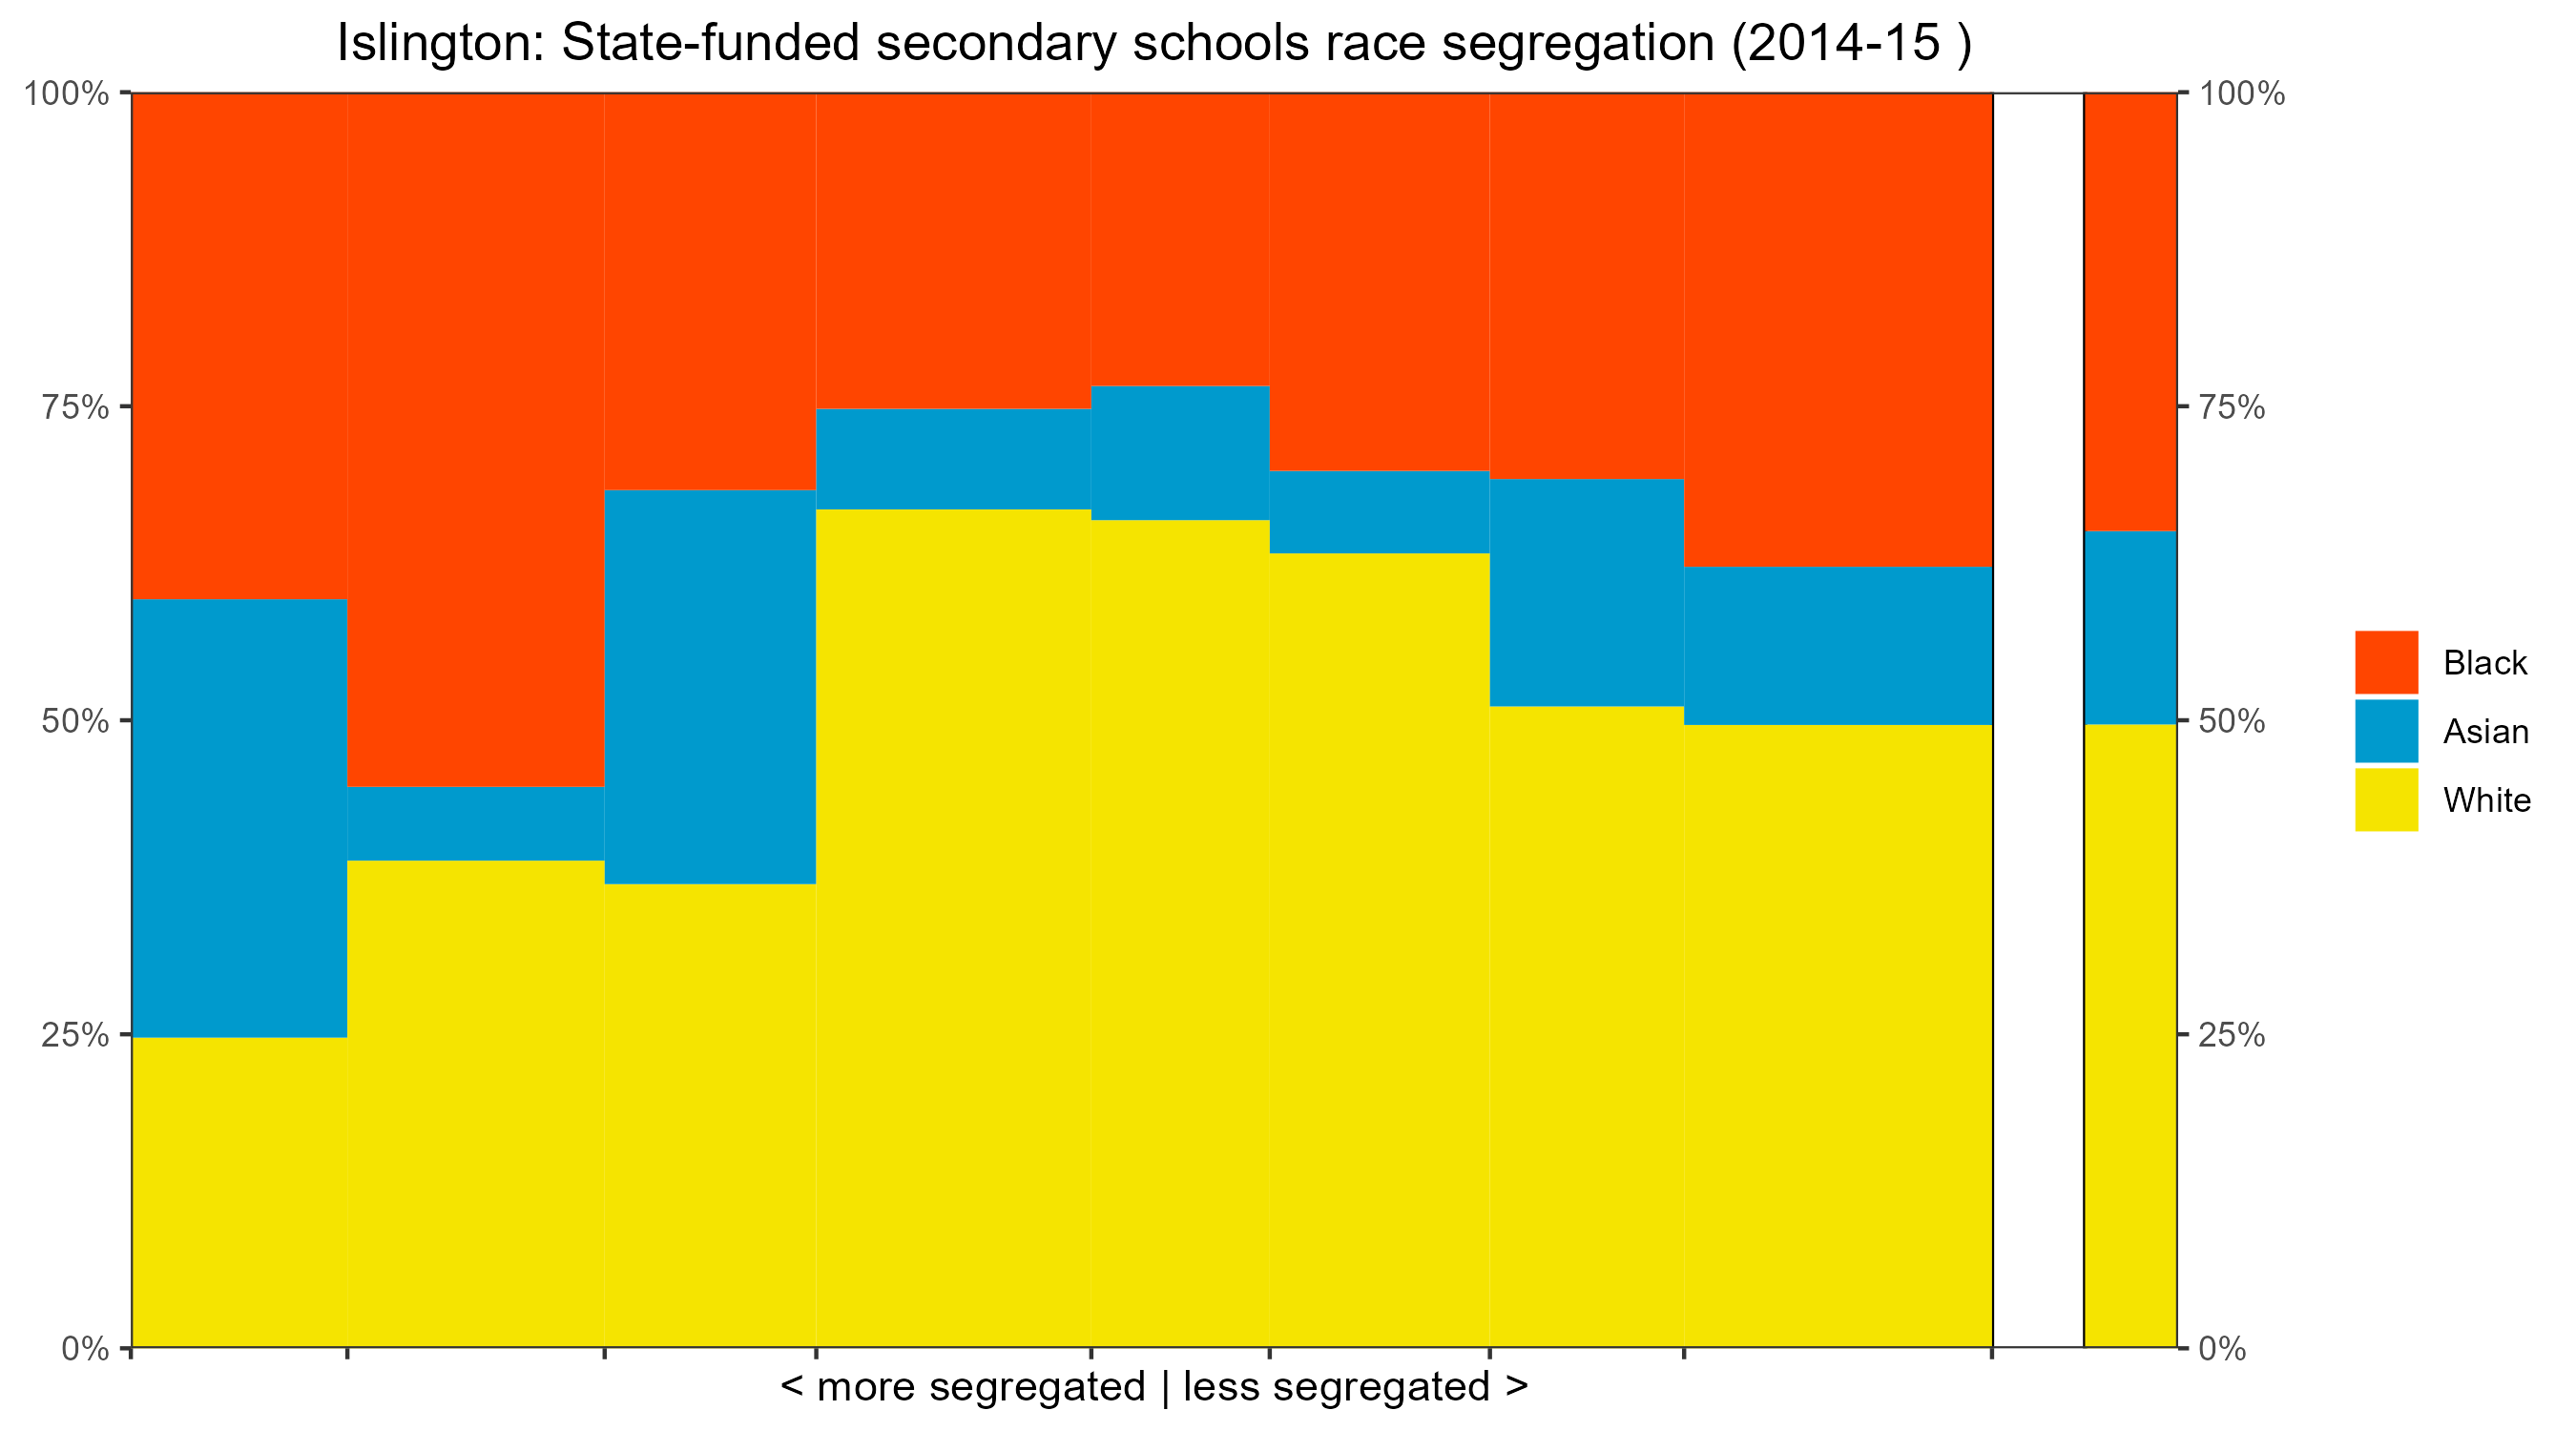 Islington: State-funded secondary schools race segregation (2014-15 )
100%
75%
50%
25%
0%
100%
75%
50%
25%
0%
Black
Asian
White
< more segregated | less segregated >